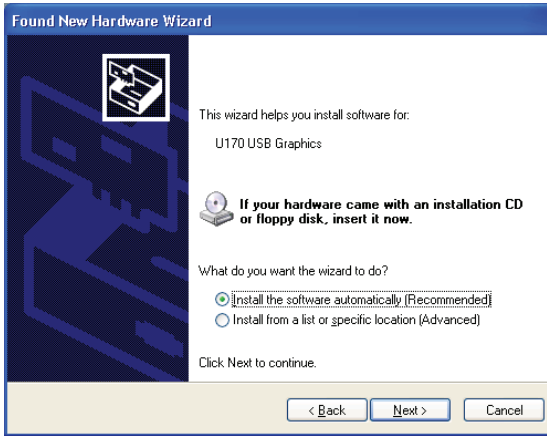 Found New Hardware Wizard
This wizard helps you install software for:
U170 USB Graphics
If your hardware came with an installation CD
or floppy disk, insert it now.
What do you want the wizard to do?
Install the software automatically (Recommended)
Install from a list or specific location (Advanced)
Click Next to continue.
< Back Next > Cancel